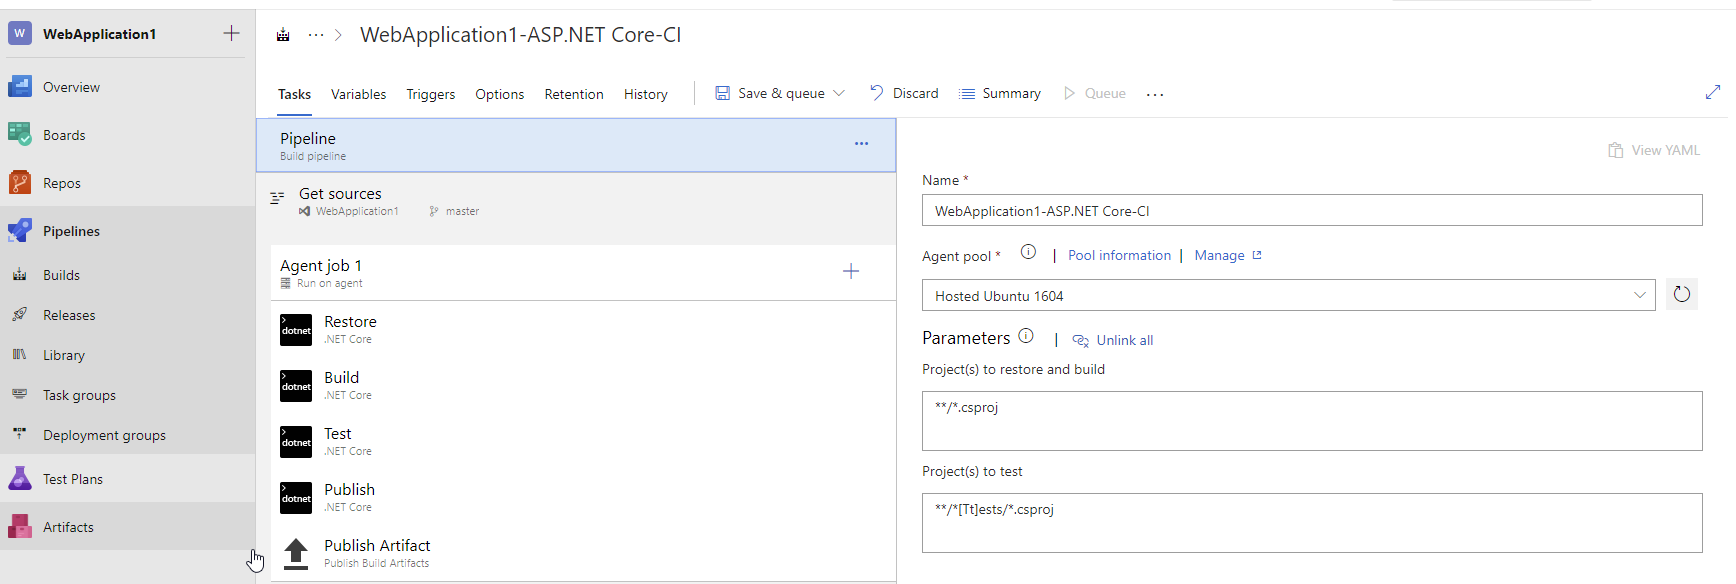 W WebApplication1
Overview
Boards
Repos
Pipelines
Builds
Releases
Library
Task groups
Deployment groups
Test Plans
Artifacts
... > WebApplication1-ASP.NET Core-CI
Tasks Variables Triggers Options Retention History Save & queue Discard Summary Queue ...
Pipeline ...
Build pipeline
Get sources
WebApplication1 master
Agent job 1
Run on agent
>
dotnet
Restore
.NET Core
>
dotnet
Build
.NET Core
>
dotnet
Test
.NET Core
>
dotnet
Publish
.NET Core
Publish Artifact
Publish Build Artifacts
View YAML
Name *
WebApplication1-ASP.NET Core-CI
Agent pool * | Pool information | Manage
Hosted Ubuntu 1604
Parameters | Unlink all
Project(s) to restore and build
**/*.csproj
Project(s) to test
**/*[Tt]ests/*.csproj